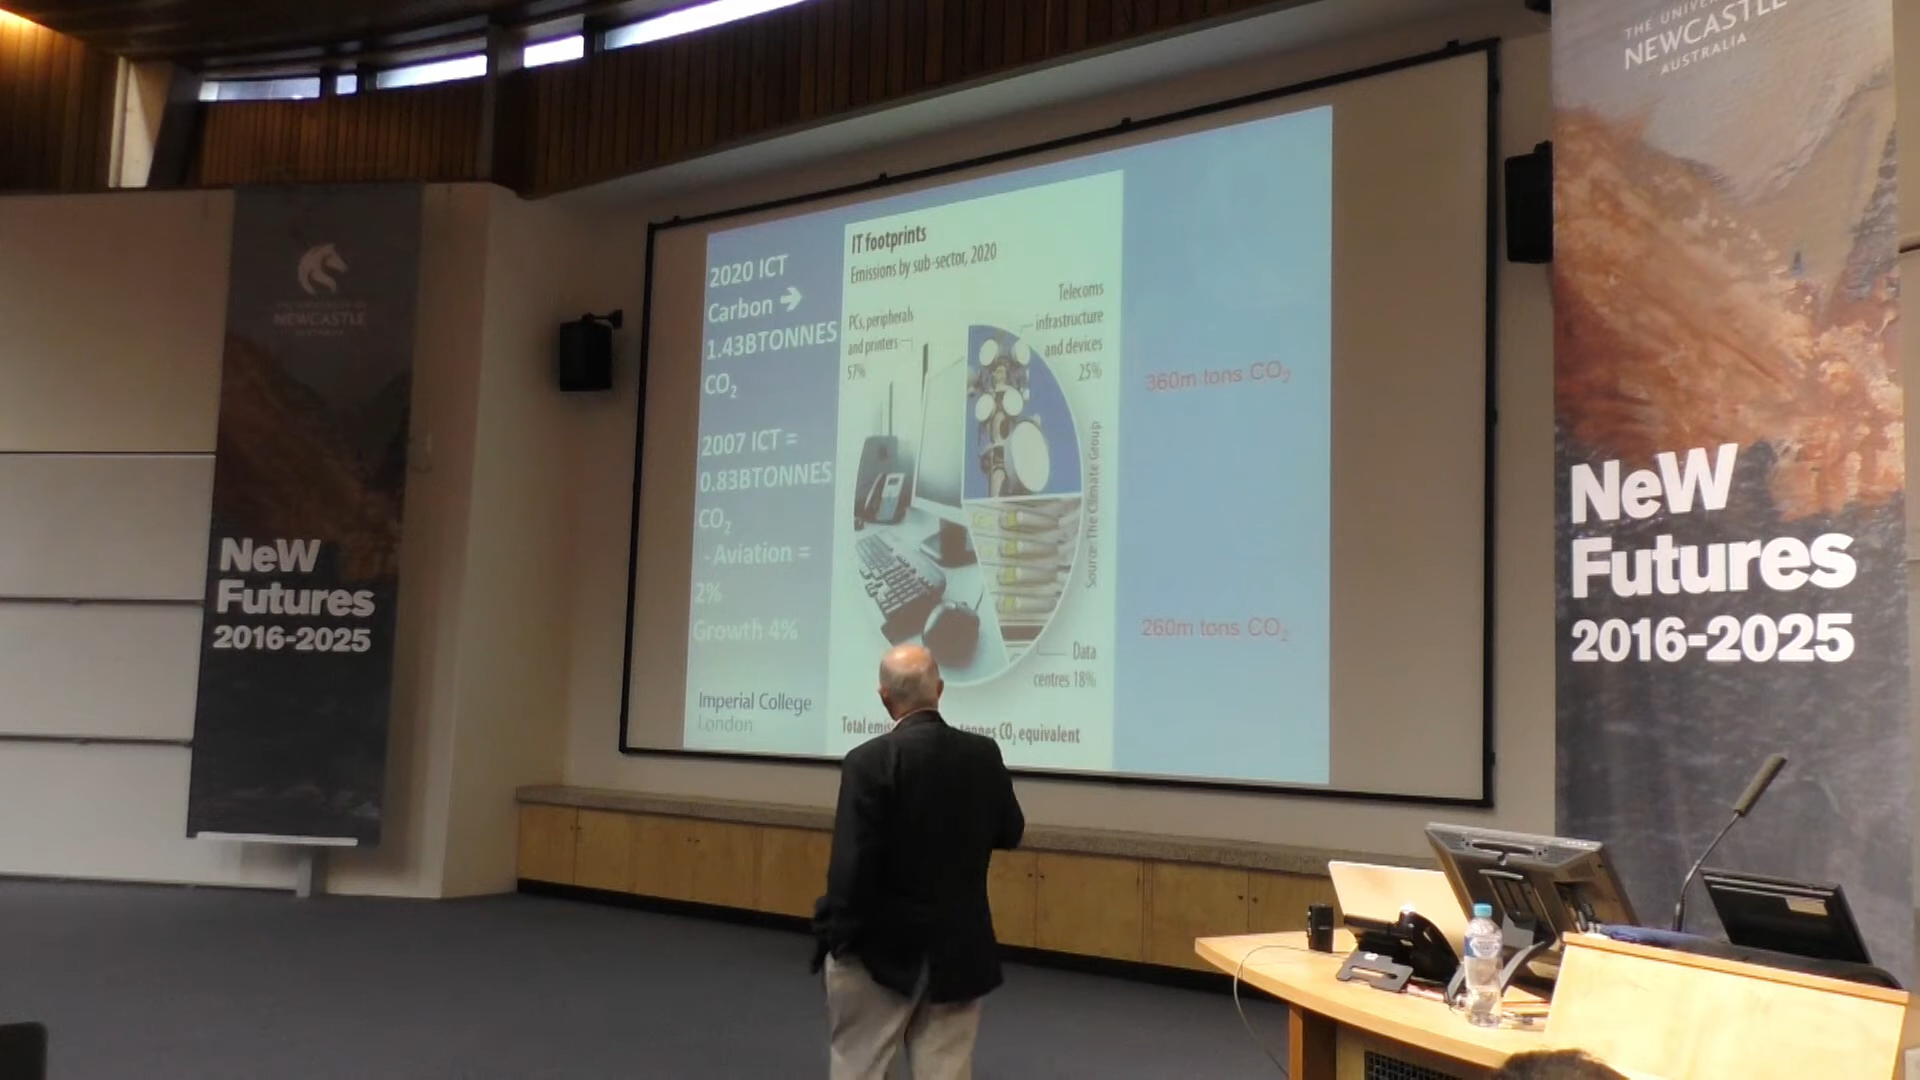 THE UNIVERSITY OF
NEWCASTLE
AUSTRALIA
NeW
Futures
2016-2025
2020 ICT
Carbon ➔
1.43BTONNES
CO₂
2007 ICT =
0.83BTONNES
CO₂
- Aviation =
2%
Growth 4%
Imperial College
London
IT footprints
Emissions by sub-sector, 2020
PCs, peripherals
and printers
57%
Telecoms
infrastructure
and devices
25%
Source: The Climate Group
Data
centres 18%
Total
tonnes CO₂ equivalent
360m tons CO₂
260m tons CO₂
THE
NEWCASTLE
AUSTRALIA
NeW
Futures
2016-2025